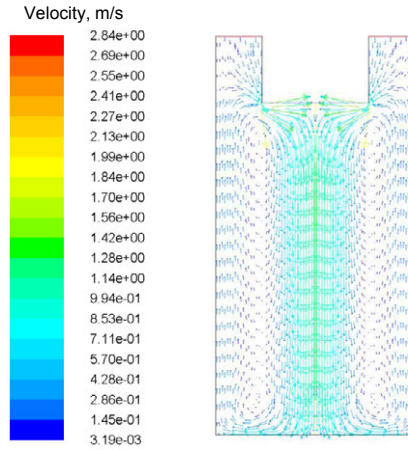 Velocity, m/s
2.84e+00
2.69e+00
2.55e+00
2.41e+00
2.27e+00
2.13e+00
1.99e+00
1.84e+00
1.70e+00
1.56e+00
1.42e+00
1.28e+00
1.14e+00
9.94e-01
8.53e-01
7.11e-01
5.70e-01
4.28e-01
2.86e-01
1.45e-01
3.19e-03